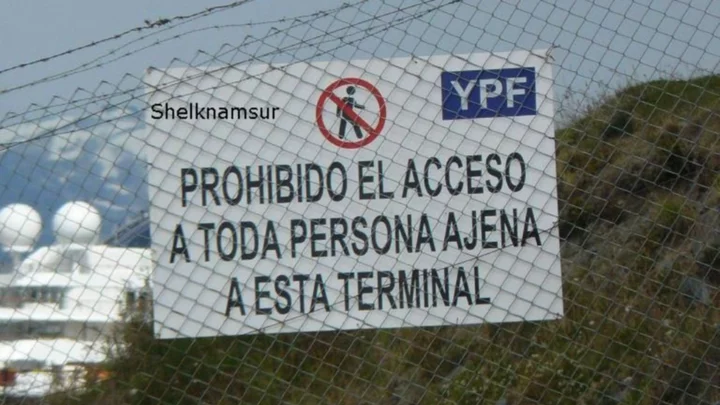 Shelknamsur
YPF
PROHIBIDO EL ACCESO
A TODA PERSONA AJENA
A ESTA TERMINAL